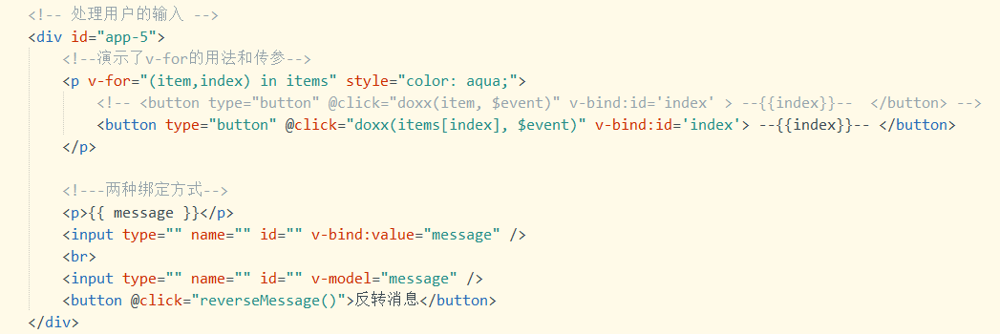 <!-- 处理用户的输入 -->
<div id="app-5">
<!--演示了v-for的用法和传参-->
<p v-for="(item,index) in items" style="color: aqua;">
<!-- <button type="button" @click="doxx(item, $event)" v-bind:id='index' > --{{index}}--  </button> -->
<button type="button" @click="doxx(items[index], $event)" v-bind:id='index'> --{{index}}-- </button>
</p>
<!---两种绑定方式-->
<p>{{ message }}</p>
<input type="" name="" id="" v-bind:value="message" />
<br>
<input type="" name="" id="" v-model="message" />
<button @click="reverseMessage()">反转消息</button>
</div>